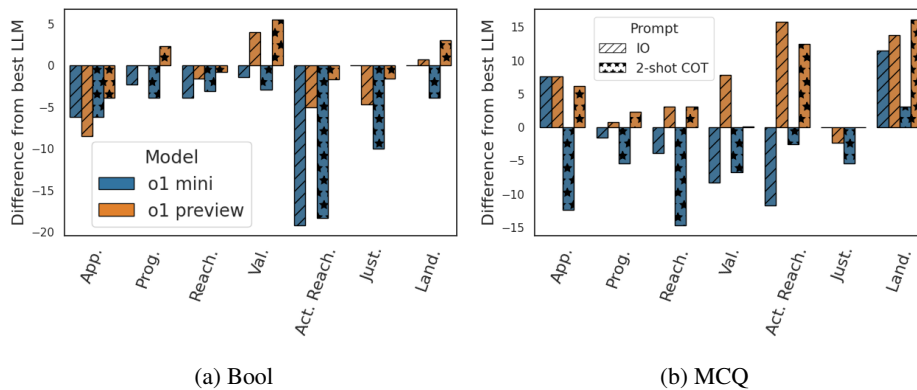 Difference from best LLM
5
0
−5
−10
−15
−20
Model
o1 mini
o1 preview
App.
Prog.
Reach.
Val.
Act. Reach.
Just.
Land.
(a) Bool
Difference from best LLM
15
10
5
0
−5
−10
−15
Prompt
IO
2-shot COT
App.
Prog.
Reach.
Val.
Act. Reach.
Just.
Land.
(b) MCQ